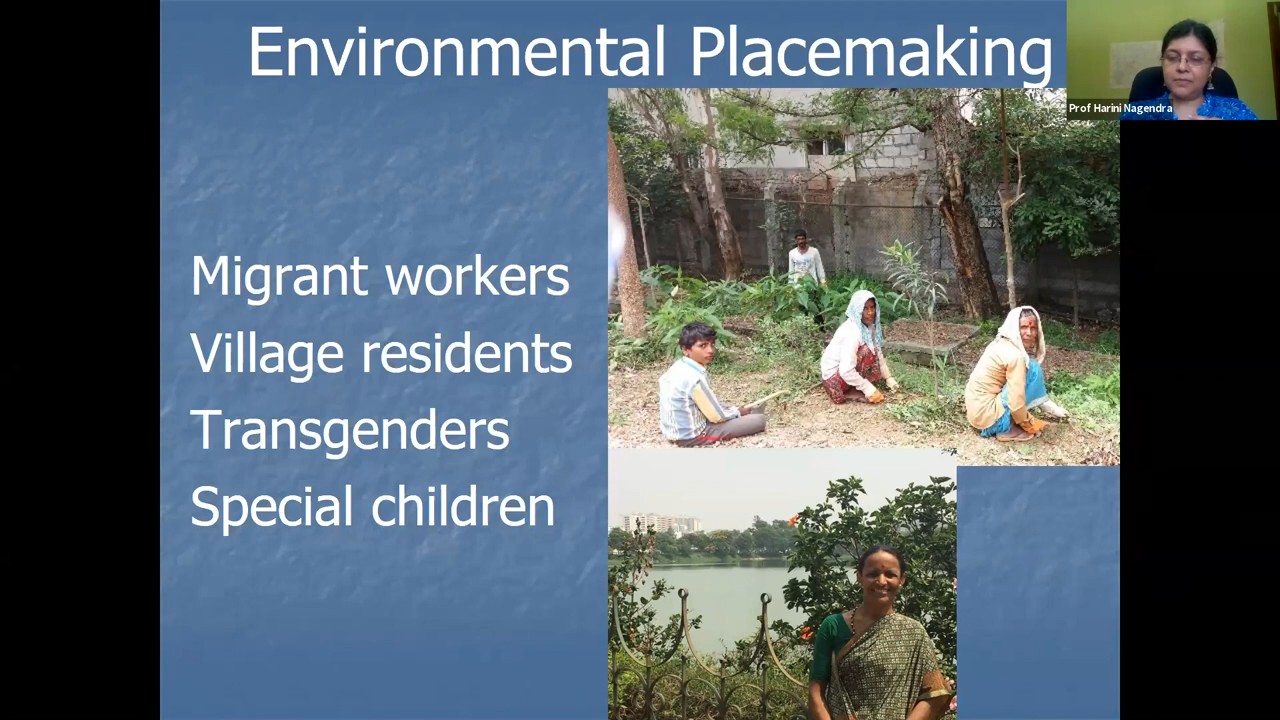 Environmental Placemaking
Prof Harini Nagendra
Migrant workers
Village residents
Transgenders
Special children